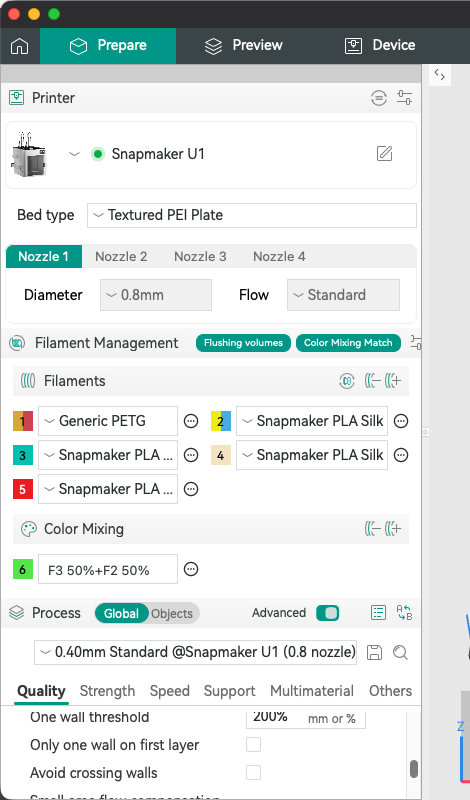 Prepare
Preview
Device
Printer
Snapmaker U1
Bed type
Textured PEI Plate
Nozzle 1
Nozzle 2
Nozzle 3
Nozzle 4
Diameter
0.8mm
Flow
Standard
Filament Management
Flushing volumes
Color Mixing Match
Filaments
1
Generic PETG
2
Snapmaker PLA Silk
3
Snapmaker PLA ...
4
Snapmaker PLA Silk
5
Snapmaker PLA ...
Color Mixing
6
F3 50%+F2 50%
Process
Global
Objects
Advanced
0.40mm Standard @Snapmaker U1 (0.8 nozzle)
Quality
Strength
Speed
Support
Multimaterial
Others
One wall threshold
200%
mm or %
Only one wall on first layer
Avoid crossing walls
Small area flow compensation
Z